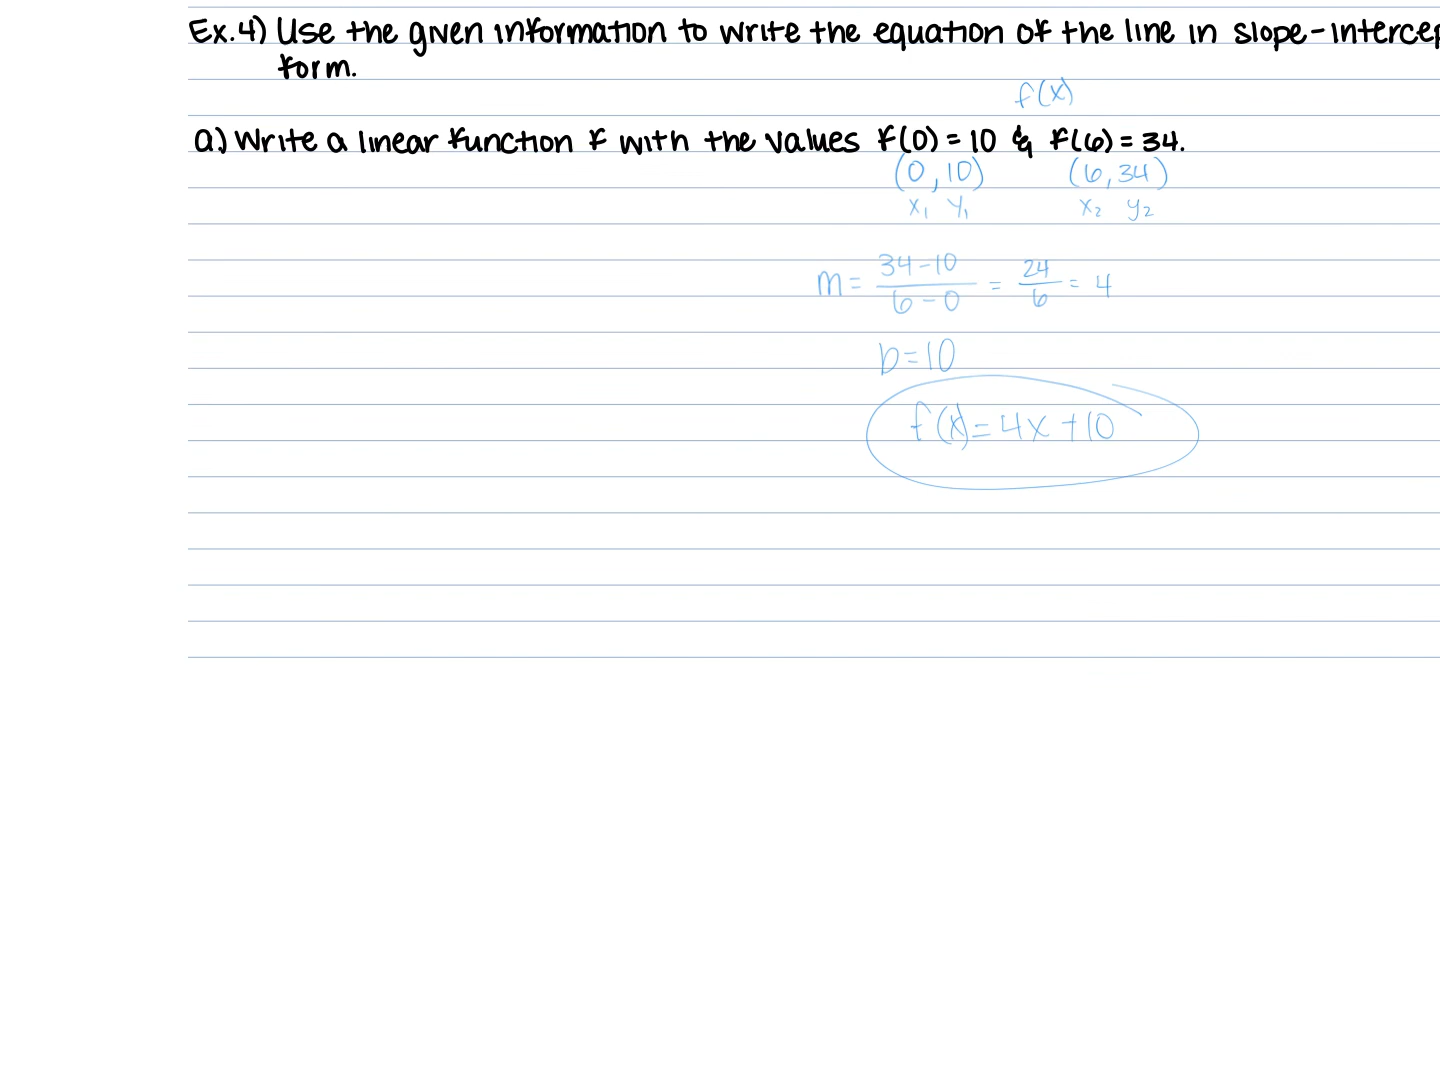 Ex.4) Use the given information to write the equation of the line in slope-intercep
form.
f(x)
a.) Write a linear function f with the values f(0) = 10 & f(6) = 34.
(0, 10) (6, 34)
x₁ y₁ x₂ y₂
m = (34-10)/(6-0) = 24/6 = 4
b=10
f(x) = 4x +10